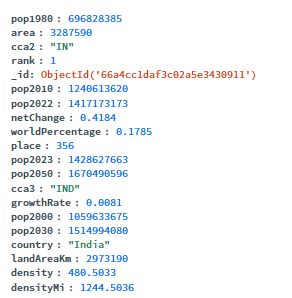 pop1980 : 696828385
area : 3287590
cca2 : "IN"
rank : 1
_id: ObjectId('66a4cc1daf3c02a5e3430911')
pop2010 : 1240613620
pop2022 : 1417173173
netChange : 0.4184
worldPercentage : 0.1785
place : 356
pop2023 : 1428627663
pop2050 : 1670490596
cca3 : "IND"
growthRate : 0.0081
pop2000 : 1059633675
pop2030 : 1514994080
country : "India"
landAreaKm : 2973190
density : 480.5033
densityMi : 1244.5036